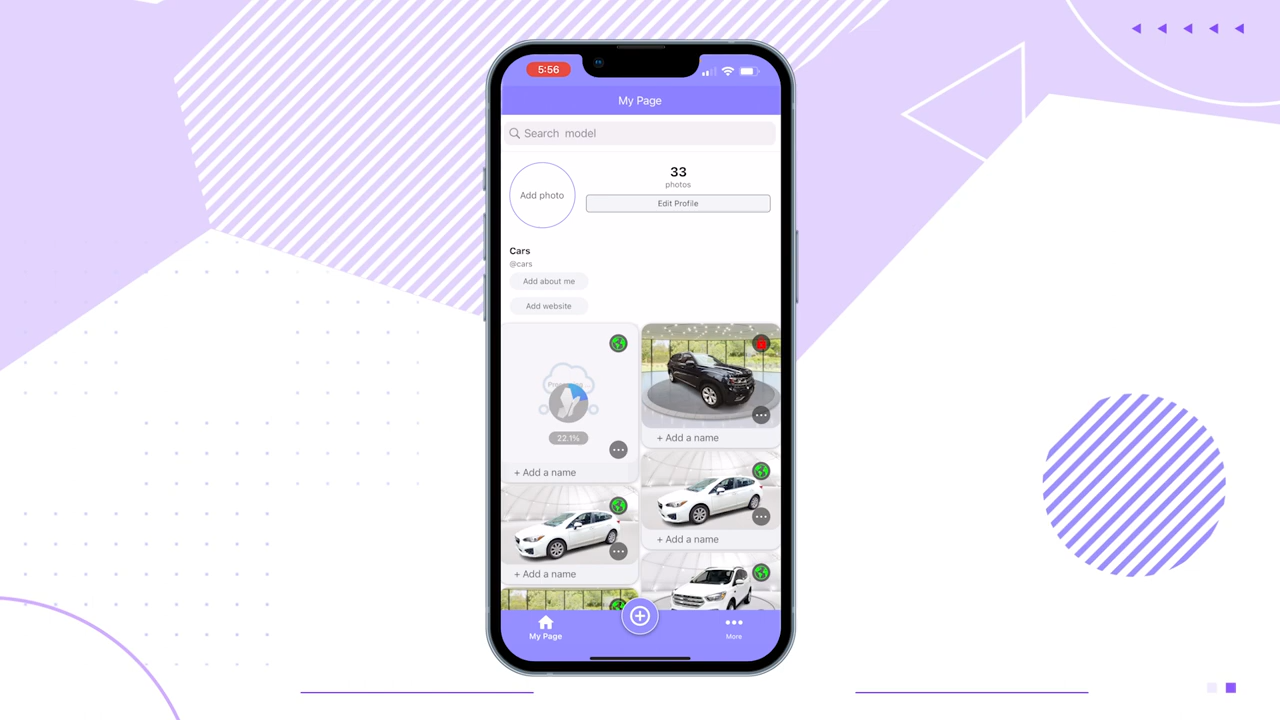 5:56
My Page
Search model
Add photo
33
photos
Edit Profile
Cars
@cars
Add about me
Add website
22.1%
+ Add a name
+ Add a name
+ Add a name
+ Add a name
My Page
More